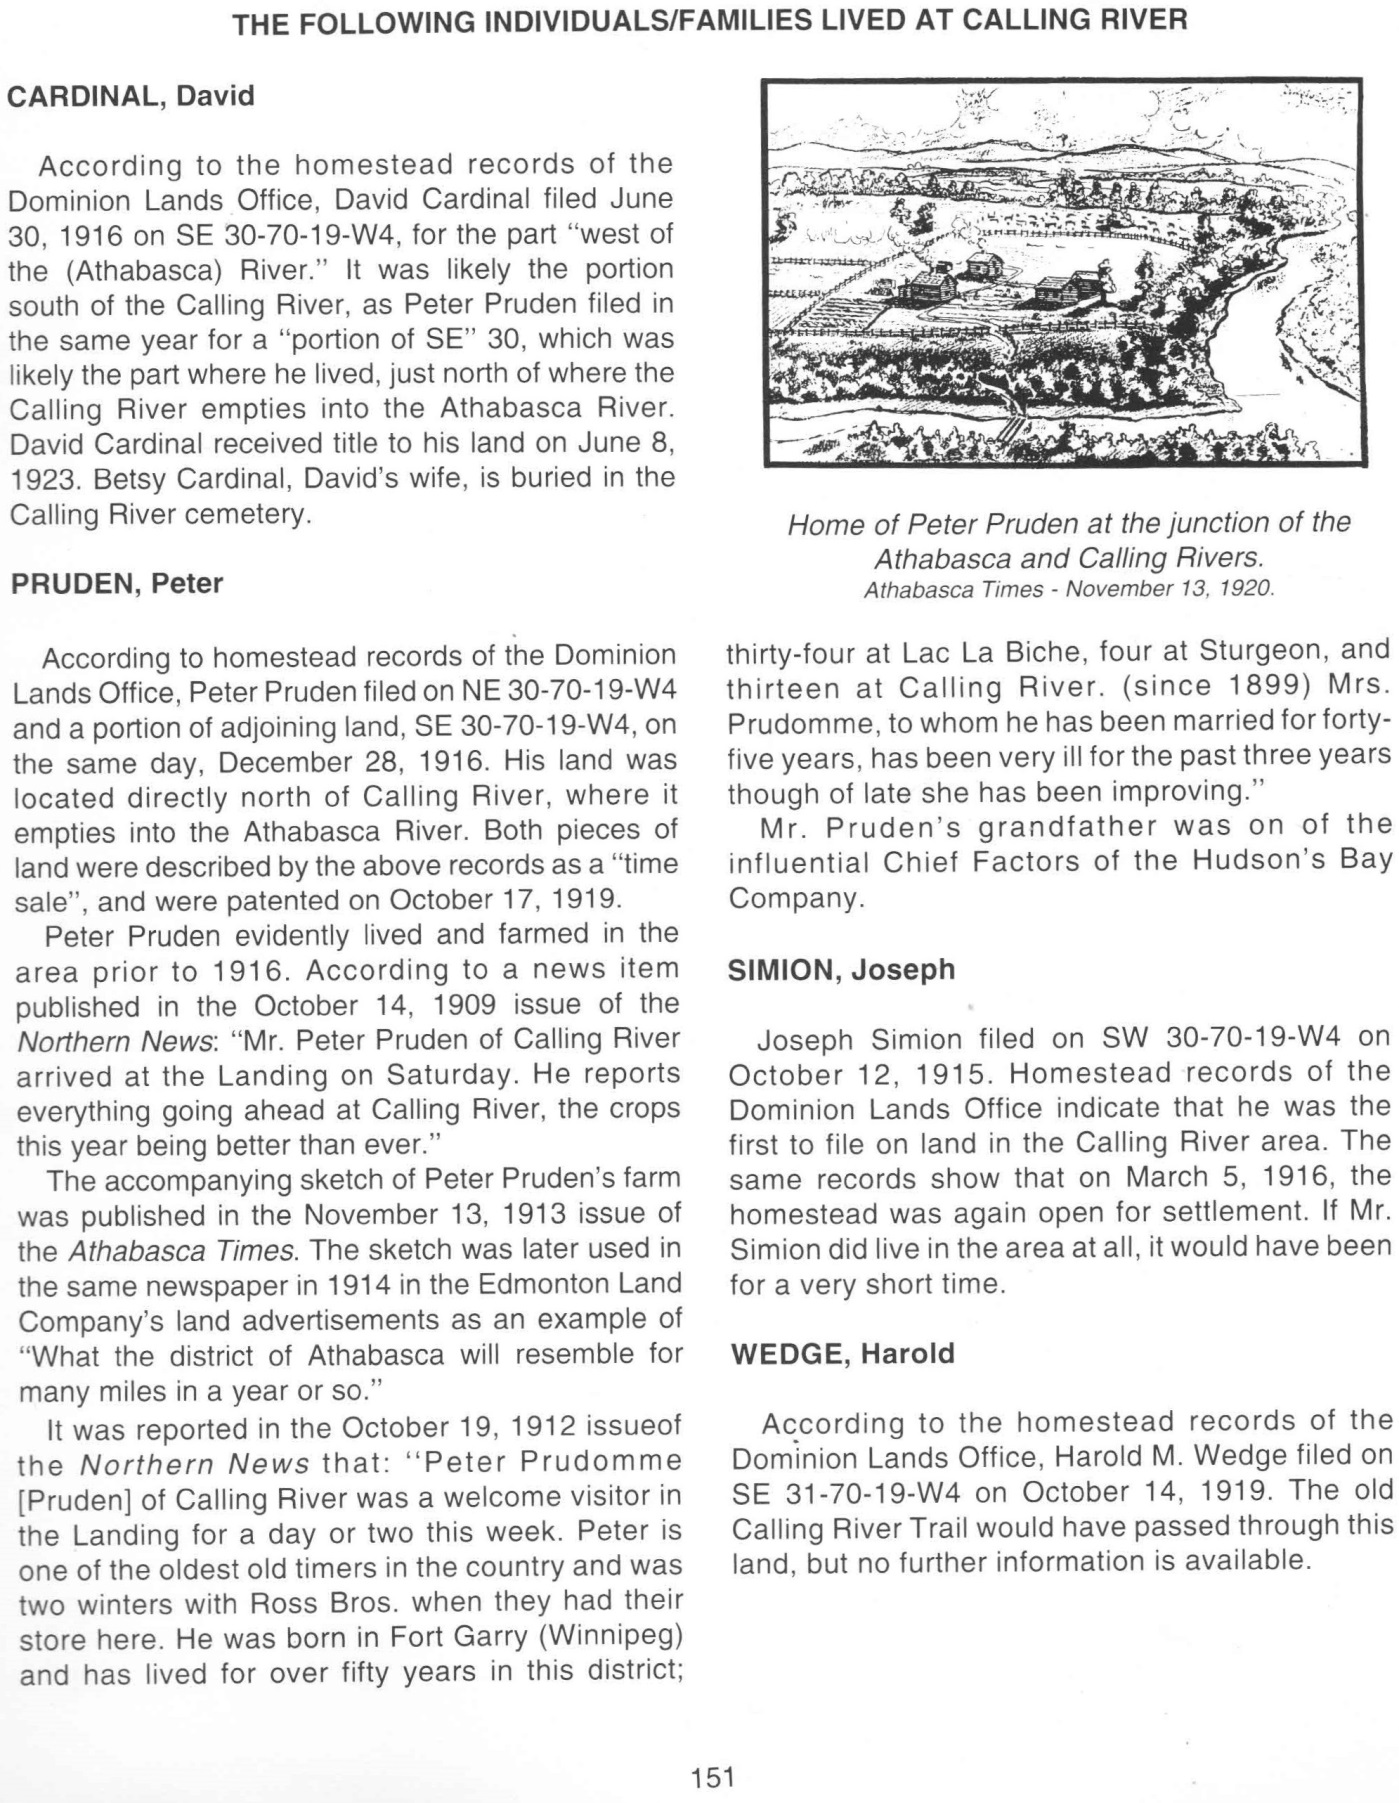 THE FOLLOWING INDIVIDUALS/FAMILIES LIVED AT CALLING RIVER
CARDINAL, David
According to the homestead records of the
Dominion Lands Office, David Cardinal filed June
30, 1916 on SE 30-70-19-W4, for the part "west of
the (Athabasca) River." It was likely the portion
south of the Calling River, as Peter Pruden filed in
the same year for a "portion of SE" 30, which was
likely the part where he lived, just north of where the
Calling River empties into the Athabasca River.
David Cardinal received title to his land on June 8,
1923. Betsy Cardinal, David's wife, is buried in the
Calling River cemetery.
PRUDEN, Peter
According to homestead records of the Dominion
Lands Office, Peter Pruden filed on NE 30-70-19-W4
and a portion of adjoining land, SE 30-70-19-W4, on
the same day, December 28, 1916. His land was
located directly north of Calling River, where it
empties into the Athabasca River. Both pieces of
land were described by the above records as a "time
sale", and were patented on October 17, 1919.
Peter Pruden evidently lived and farmed in the
area prior to 1916. According to a news item
published in the October 14, 1909 issue of the
Northern News: "Mr. Peter Pruden of Calling River
arrived at the Landing on Saturday. He reports
everything going ahead at Calling River, the crops
this year being better than ever."
The accompanying sketch of Peter Pruden's farm
was published in the November 13, 1913 issue of
the Athabasca Times. The sketch was later used in
the same newspaper in 1914 in the Edmonton Land
Company's land advertisements as an example of
"What the district of Athabasca will resemble for
many miles in a year or so."
It was reported in the October 19, 1912 issueof
the Northern News that: "Peter Prudomme
[Pruden] of Calling River was a welcome visitor in
the Landing for a day or two this week. Peter is
one of the oldest old timers in the country and was
two winters with Ross Bros. when they had their
store here. He was born in Fort Garry (Winnipeg)
and has lived for over fifty years in this district;
Home of Peter Pruden at the junction of the
Athabasca and Calling Rivers.
Athabasca Times - November 13, 1920.
thirty-four at Lac La Biche, four at Sturgeon, and
thirteen at Calling River. (since 1899) Mrs.
Prudomme, to whom he has been married for forty-
five years, has been very ill for the past three years
though of late she has been improving."
Mr. Pruden's grandfather was on of the
influential Chief Factors of the Hudson's Bay
Company.
SIMION, Joseph
Joseph Simion filed on SW 30-70-19-W4 on
October 12, 1915. Homestead records of the
Dominion Lands Office indicate that he was the
first to file on land in the Calling River area. The
same records show that on March 5, 1916, the
homestead was again open for settlement. If Mr.
Simion did live in the area at all, it would have been
for a very short time.
WEDGE, Harold
According to the homestead records of the
Dominion Lands Office, Harold M. Wedge filed on
SE 31-70-19-W4 on October 14, 1919. The old
Calling River Trail would have passed through this
land, but no further information is available.
151